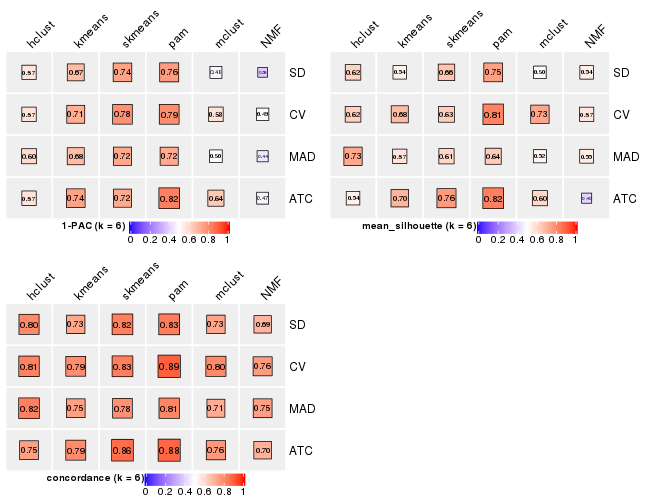 hclust kmeans skmeans pam mclust NMF
0.57 0.67 0.74 0.76 0.48 SD
0.57 0.71 0.78 0.79 0.58 0.49 CV
0.60 0.68 0.72 0.72 0.50 0.44 MAD
0.57 0.74 0.72 0.82 0.64 0.47 ATC
1-PAC (k = 6)
0 0.2 0.4 0.6 0.8 1
hclust kmeans skmeans pam mclust NMF
0.62 0.54 0.66 0.75 0.50 0.54 SD
0.62 0.68 0.63 0.81 0.73 0.57 CV
0.73 0.57 0.61 0.64 0.52 0.55 MAD
0.54 0.70 0.76 0.82 0.60 ATC
mean_silhouette (k = 6)
0 0.2 0.4 0.6 0.8 1
hclust kmeans skmeans pam mclust NMF
0.80 0.73 0.82 0.83 0.73 0.69 SD
0.81 0.79 0.83 0.89 0.80 0.76 CV
0.82 0.75 0.78 0.81 0.71 0.75 MAD
0.75 0.79 0.86 0.88 0.76 0.70 ATC
concordance (k = 6)
0 0.2 0.4 0.6 0.8 1